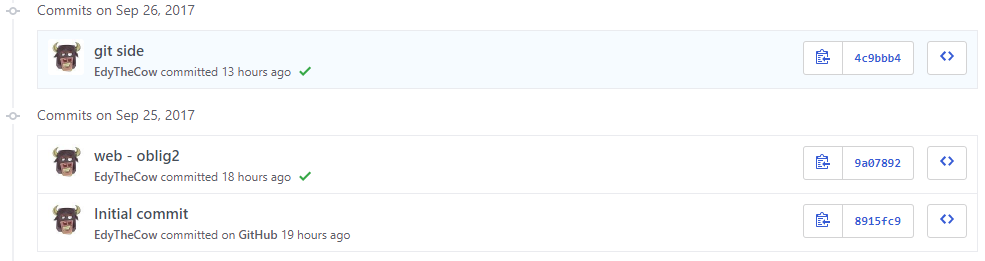 Commits on Sep 26, 2017
git side
EdyTheCow committed 13 hours ago
4c9bbb4
Commits on Sep 25, 2017
web - oblig2
EdyTheCow committed 18 hours ago
9a07892
Initial commit
EdyTheCow committed on GitHub 19 hours ago
8915fc9